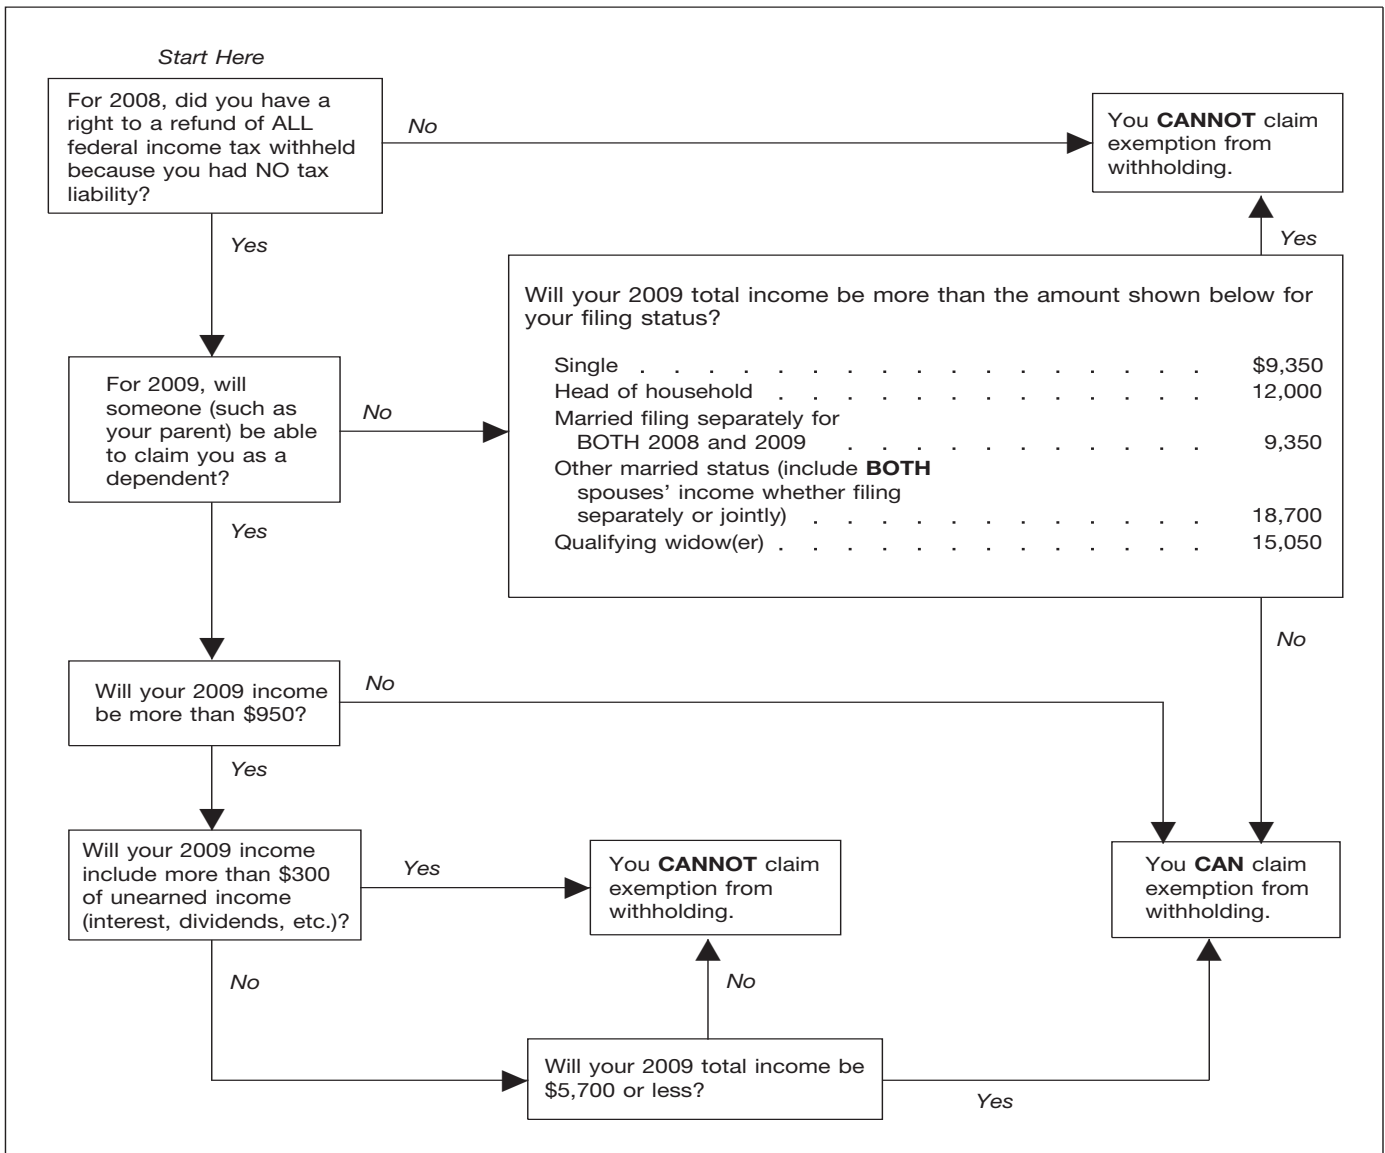 Start Here
For 2008, did you have a
right to a refund of ALL
federal income tax withheld
because you had NO tax
liability?
No
You CANNOT claim
exemption from
withholding.
Yes
Yes
Will your 2009 total income be more than the amount shown below for
your filing status?
Single . . . . . . . . . . . . . . . . . $9,350
Head of household . . . . . . . . . . . . . 12,000
Married filing separately for
BOTH 2008 and 2009 . . . . . . . . . . . 9,350
Other married status (include BOTH
spouses’ income whether filing
separately or jointly) . . . . . . . . . . . . 18,700
Qualifying widow(er) . . . . . . . . . . . . . 15,050
For 2009, will
someone (such as
your parent) be able
to claim you as a
dependent?
No
Yes
No
Will your 2009 income
be more than $950?
No
Yes
Will your 2009 income
include more than $300
of unearned income
(interest, dividends, etc.)?
Yes
You CANNOT claim
exemption from
withholding.
You CAN claim
exemption from
withholding.
No
No
Will your 2009 total income be
$5,700 or less?
Yes